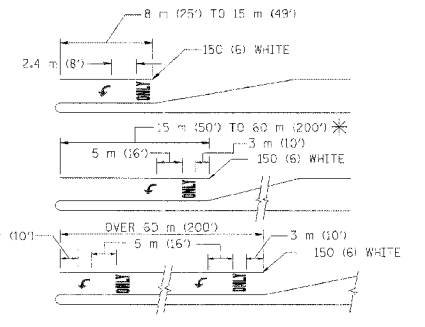 8 m (25') TO 15 m (49')
150 (6) WHITE
2.4 m (8')
ONLY
15 m (50') TO 60 m (200') *
3 m (10')
5 m (16')
150 (6) WHITE
ONLY
OVER 60 m (200')
(10')
5 m (16')
3 m (10')
150 (6) WHITE
ONLY
ONLY